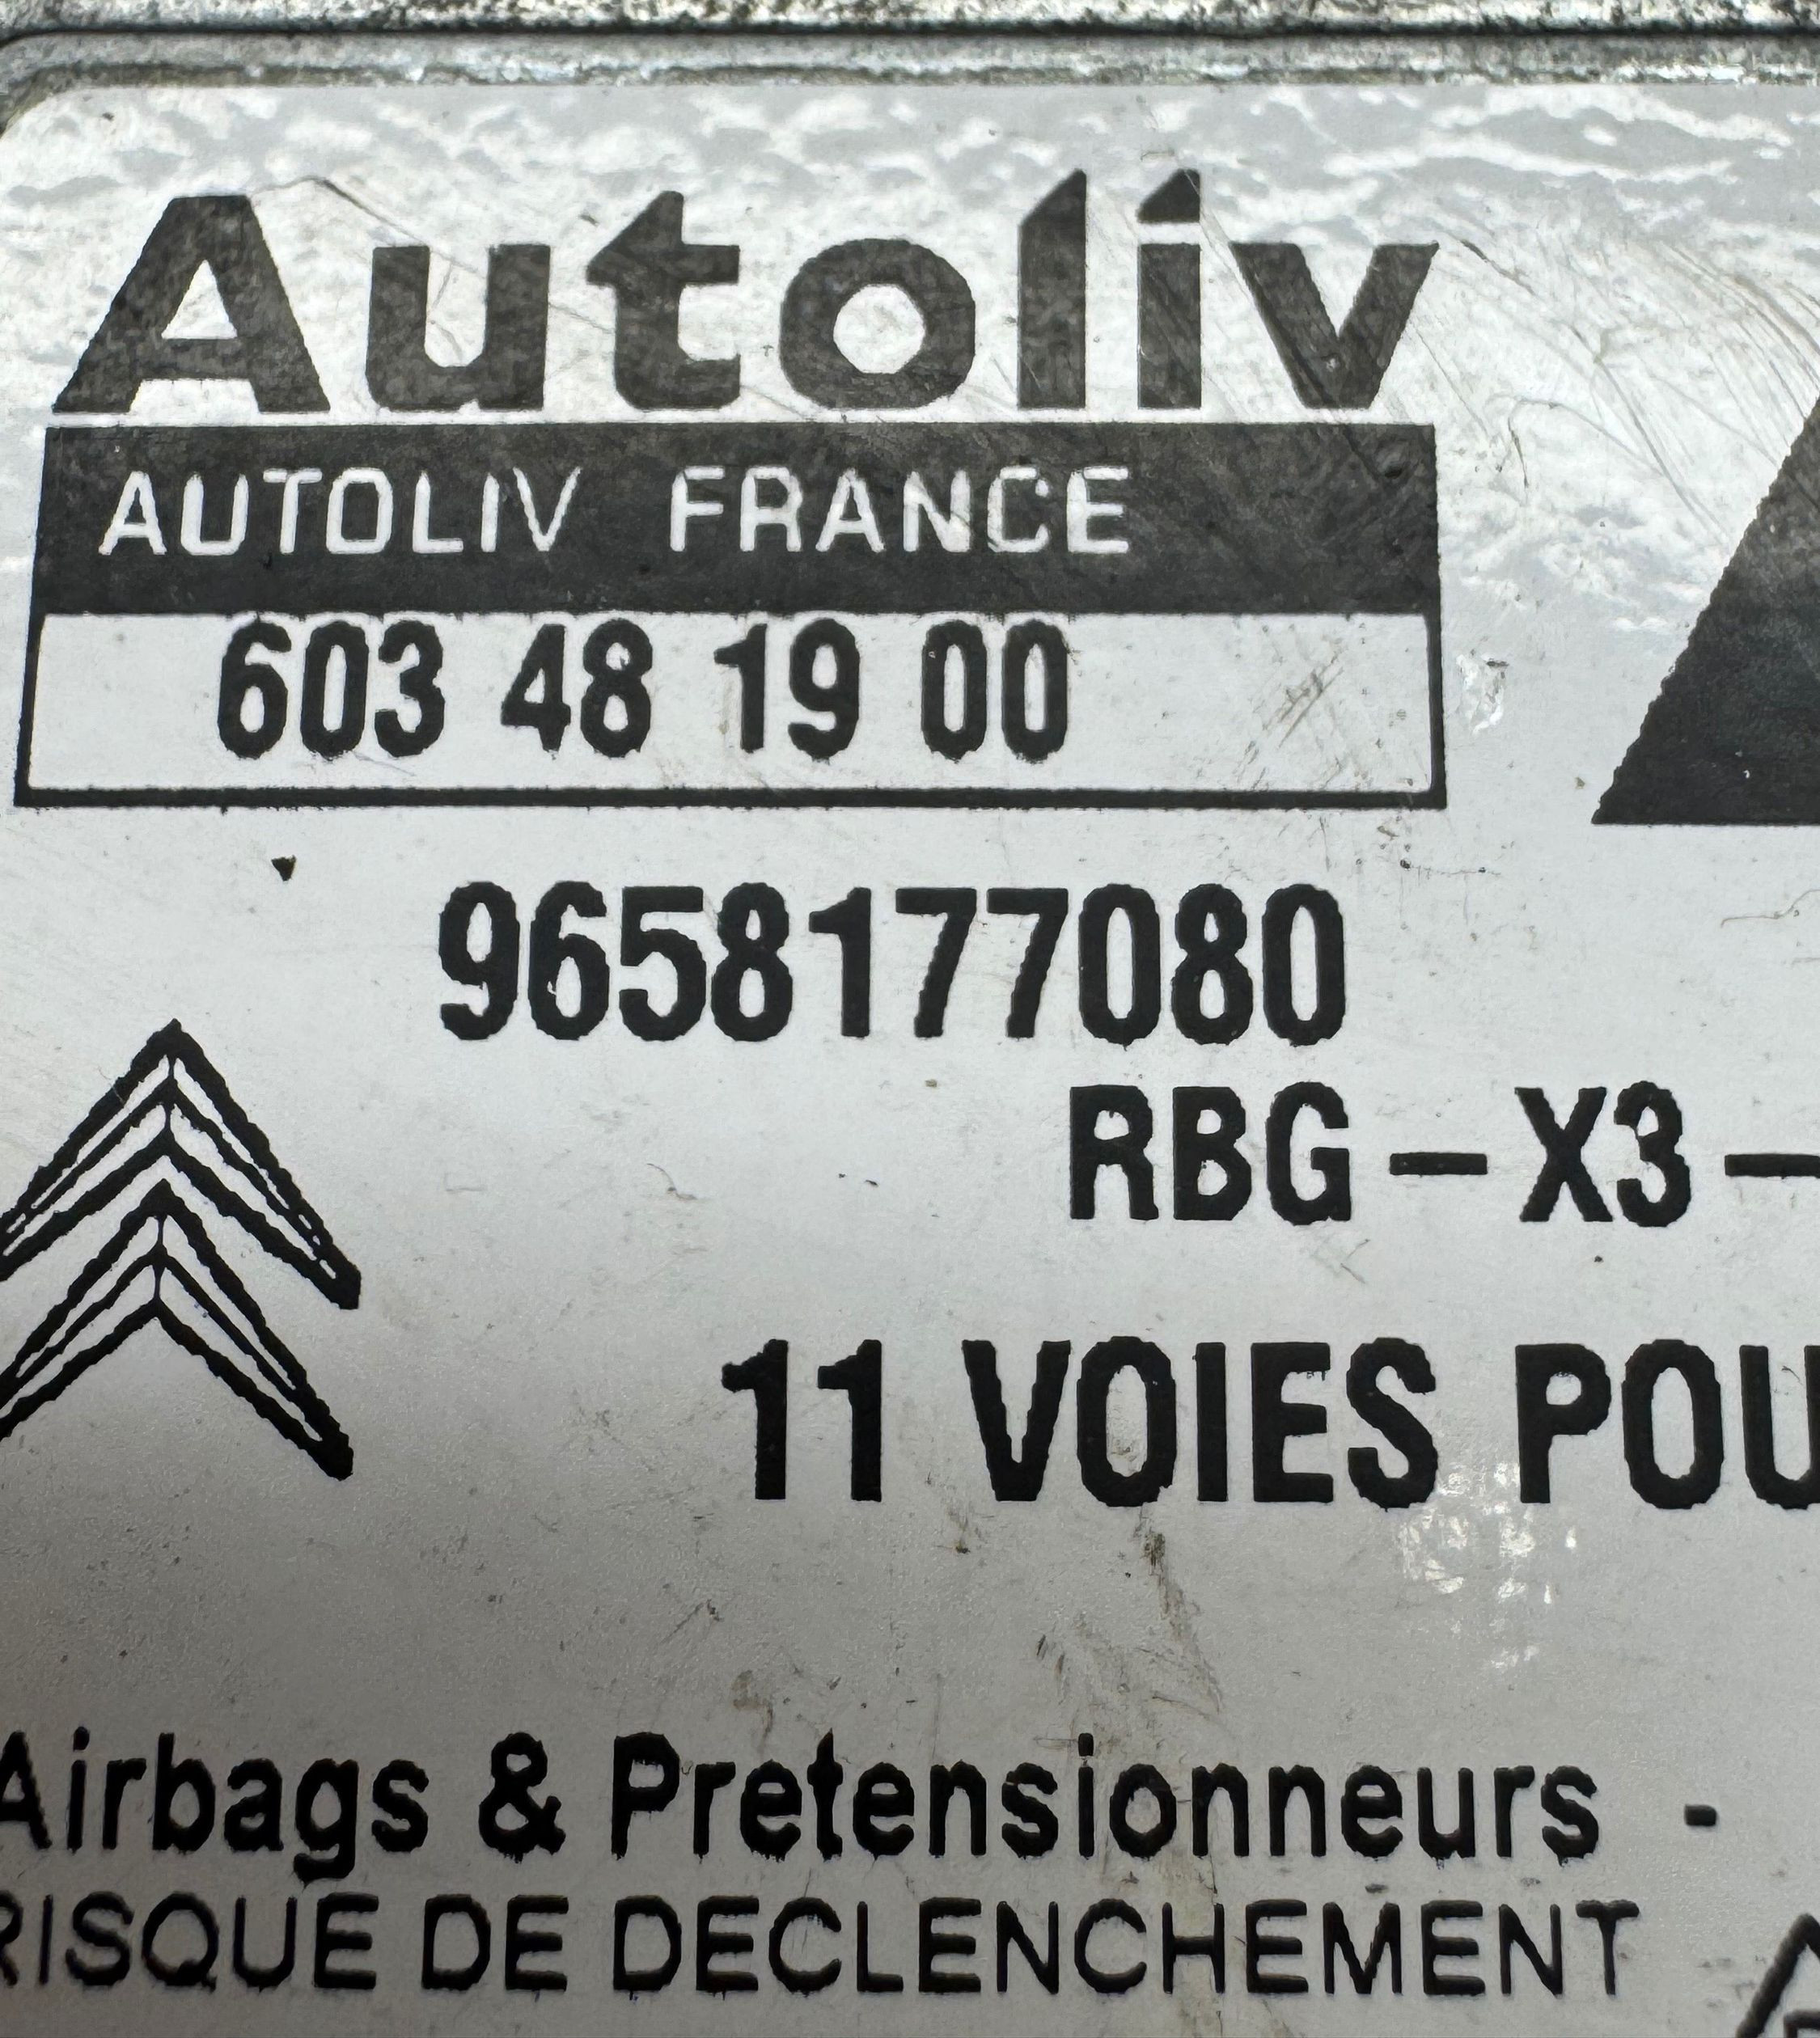 Autoliv
AUTOLIV FRANCE
603 48 19 00
9658177080
RBG-X3-
11 VOIES POU
Airbags & Pretensionneurs -
RISQUE DE DECLENCHEMENT